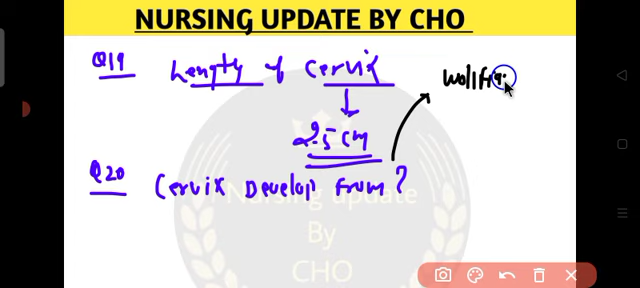 NURSING UPDATE BY CHO
Q19 Length of Cervix
2.5 CM
Q20 Cervix Develop From?
Nursing update
By
CHO